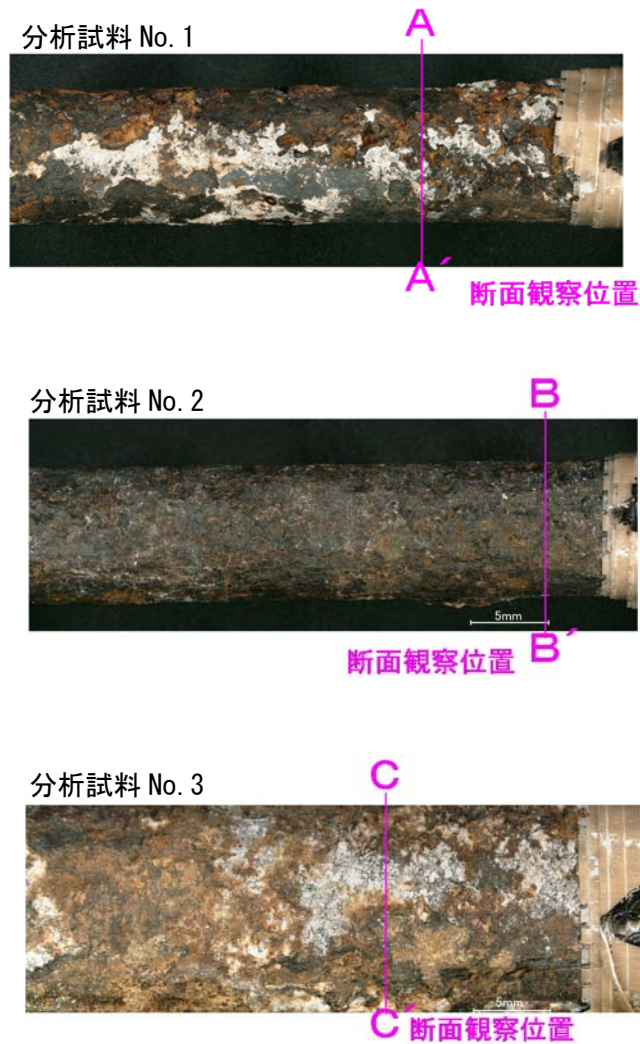 分析試料 No. 1
A
A´
断面観察位置
分析試料 No. 2
B
5mm
B´
断面観察位置
分析試料 No. 3
C
5mm
C´
断面観察位置